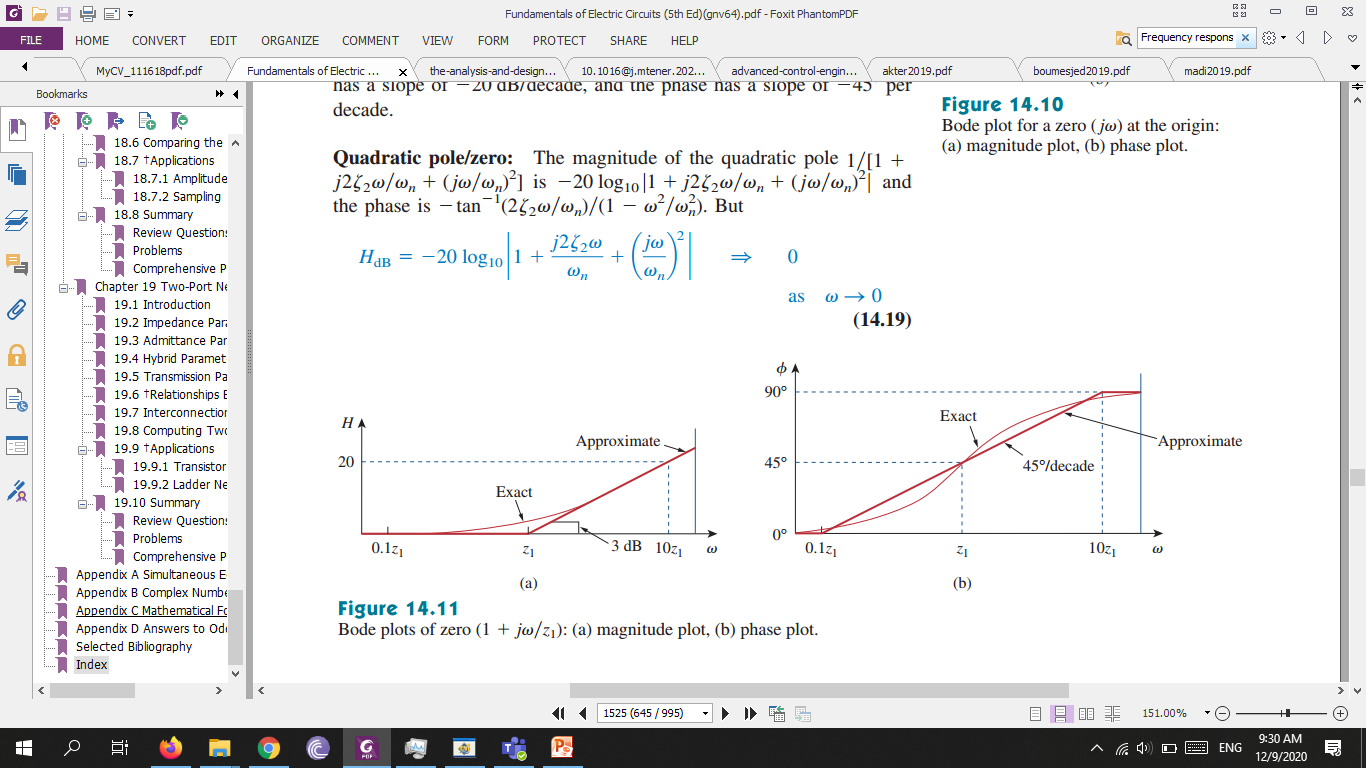 Fundamentals of Electric Circuits (5th Ed)(gnv64).pdf - Foxit PhantomPDF
FILE HOME CONVERT EDIT ORGANIZE COMMENT VIEW FORM PROTECT SHARE HELP
Frequency respons
MyCV_111618pdf.pdf
Fundamentals of Electric ...
the-analysis-and-design...
10.1016@j.mtener.202...
advanced-control-engin...
akter2019.pdf
boumesjed2019.pdf
madi2019.pdf
Bookmarks
18.6 Comparing the
18.7 †Applications
18.7.1 Amplitude
18.7.2 Sampling
18.8 Summary
Review Questions
Problems
Comprehensive P
Chapter 19 Two-Port Ne
19.1 Introduction
19.2 Impedance Para
19.3 Admittance Par
19.4 Hybrid Paramet
19.5 Transmission Pa
19.6 †Relationships B
19.7 Interconnection
19.8 Computing Two
19.9 †Applications
19.9.1 Transistor
19.9.2 Ladder Ne
19.10 Summary
Review Questions
Problems
Comprehensive P
Appendix A Simultaneous E
Appendix B Complex Numbe
Appendix C Mathematical Fo
Appendix D Answers to Odd
Selected Bibliography
Index
has a slope of −20 dB/decade, and the phase has a slope of −45° per
decade.
Quadratic pole/zero: The magnitude of the quadratic pole 1/[1 +
j2ζ₂ω/ωₙ + (jω/ωₙ)²] is −20 log₁₀|1 + j2ζ₂ω/ωₙ + (jω/ωₙ)²| and
the phase is −tan⁻¹(2ζ₂ω/ωₙ)/(1 − ω²/ωₙ²). But
H_dB = −20 log₁₀ |1 + j2ζ₂ω/ωₙ + (jω/ωₙ)²| ⇒ 0
as ω → 0
(14.19)
Figure 14.10
Bode plot for a zero (jω) at the origin:
(a) magnitude plot, (b) phase plot.
H
20
Approximate
Exact
3 dB
0.1z₁ z₁ 10z₁ ω
(a)
ϕ
90°
45°
0°
Exact
Approximate
45°/decade
0.1z₁ z₁ 10z₁ ω
(b)
Figure 14.11
Bode plots of zero (1 + jω/z₁): (a) magnitude plot, (b) phase plot.
1525 (645 / 995)
151.00%
ENG
9:30 AM
12/9/2020